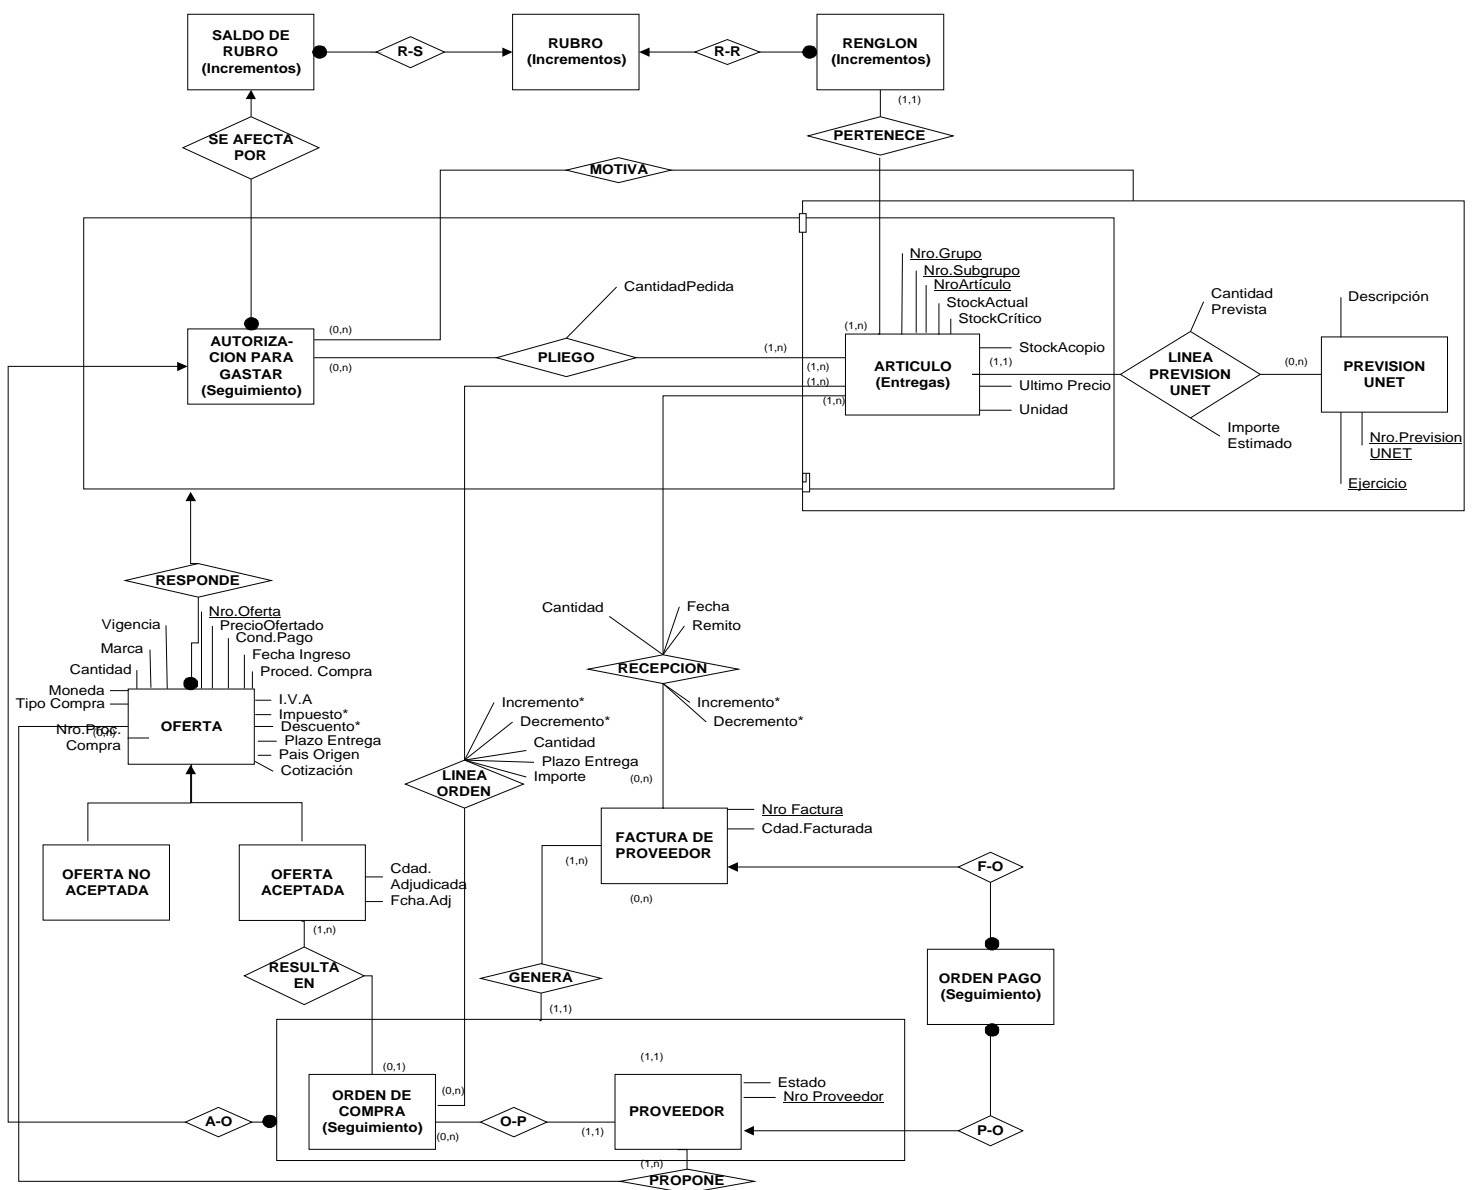 SALDO DE
RUBRO
(Incrementos)
R-S
RUBRO
(Incrementos)
R-R
RENGLON
(Incrementos)
(1,1)
SE AFECTA
POR
PERTENECE
MOTIVA
Nro.Grupo
Nro.Subgrupo
NroArtículo
StockActual
StockCrítico
CantidadPedida
Cantidad
Prevista
Descripción
(0,n)
(1,n)
AUTORIZA-
CION PARA
GASTAR
(Seguimiento)
(0,n)
PLIEGO
(1,n)
(1,n)
(1,n)
(1,n)
ARTICULO
(Entregas)
StockAcopio
(1,1)
Ultimo Precio
Unidad
LINEA
PREVISION
UNET
(0,n)
PREVISION
UNET
Importe
Estimado
Nro.Prevision
UNET
Ejercicio
RESPONDE
Nro.Oferta
PrecioOfertado
Cond.Pago
Fecha Ingreso
Proced. Compra
Vigencia
Marca
Cantidad
Moneda
Tipo Compra
Nro.Proc.
Compra
(0,n)
OFERTA
I.V.A
Impuesto*
Descuento*
Plazo Entrega
Pais Origen
Cotización
Cantidad
Fecha
Remito
RECEPCION
Incremento*
Decremento*
Incremento*
Decremento*
Cantidad
Plazo Entrega
Importe
LINEA
ORDEN
(0,n)
Nro Factura
Cdad.Facturada
FACTURA DE
PROVEEDOR
(1,n)
(0,n)
OFERTA NO
ACEPTADA
OFERTA
ACEPTADA
Cdad.
Adjudicada
Fcha.Adj
(1,n)
F-O
RESULTA
EN
GENERA
(1,1)
ORDEN PAGO
(Seguimiento)
(0,1)
(0,n)
(1,1)
ORDEN DE
COMPRA
(Seguimiento)
A-O
(0,n)
O-P
(1,1)
PROVEEDOR
Estado
Nro Proveedor
P-O
(1,n)
PROPONE